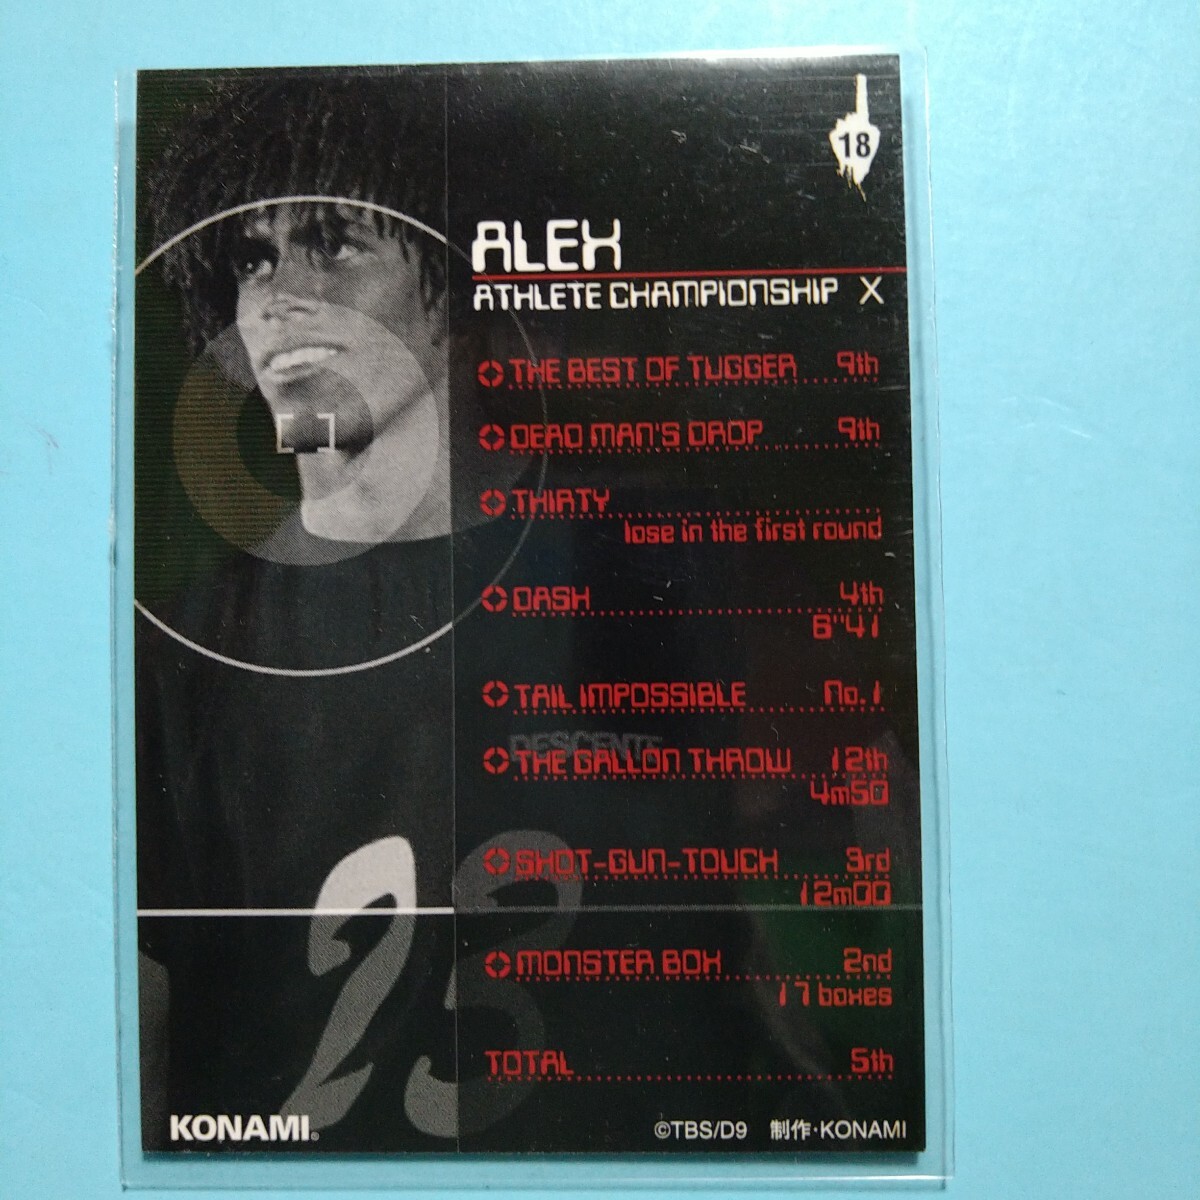 18
ALEX
ATHLETE CHAMPIONSHIP X
THE BEST OF TUGGER 9th
DEAD MAN'S DROP 9th
THIRTY
lose in the first round
DASH 4th
6"41
TAIL IMPOSSIBLE No.1
DESCENTE
THE GALLON THROW 12th
4m50
SHOT-GUN-TOUCH 3rd
12m00
23
MONSTER BOX 2nd
17 boxes
TOTAL 5th
KONAMI®
©TBS/D9 制作・KONAMI